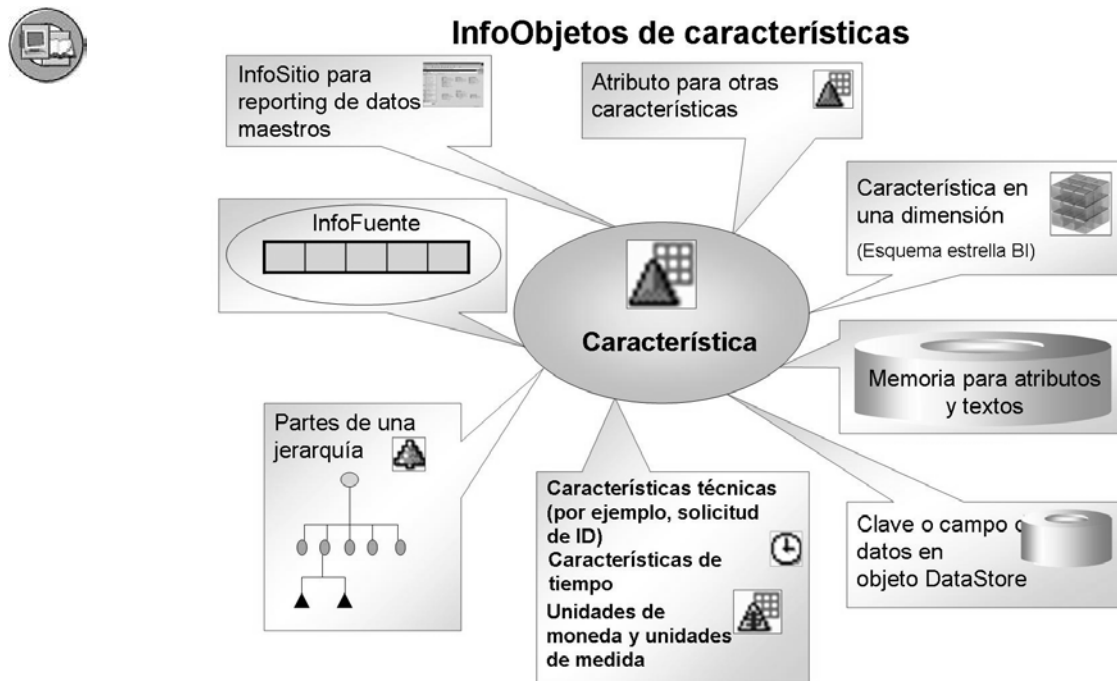 InfoObjetos de características
InfoSitio para
reporting de datos
maestros
Atributo para otras
características
Característica en
una dimensión
(Esquema estrella BI)
InfoFuente
Característica
Memoria para atributos
y textos
Partes de una
jerarquía
Características técnicas
(por ejemplo, solicitud
de ID)
Características de
tiempo
Unidades de
moneda y unidades
de medida
Clave o campo
datos en
objeto DataStore